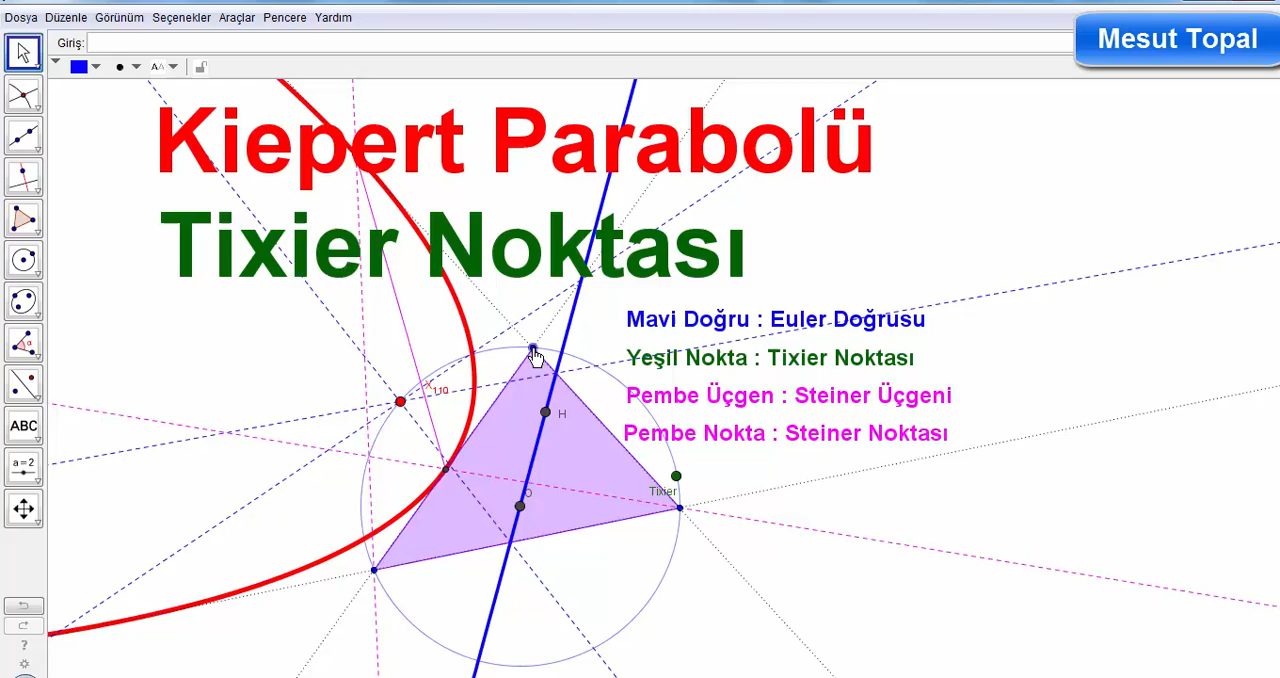 Dosya Düzenle Görünüm Seçenekler Araçlar Pencere Yardım
Mesut Topal
Giriş:
AA
Kiepert Parabolü
Tixier Noktası
Mavi Doğru : Euler Doğrusu
Yeşil Nokta : Tixier Noktası
X110
Pembe Üçgen : Steiner Üçgeni
H
Pembe Nokta : Steiner Noktası
ABC
a=2
Tixier
O
?